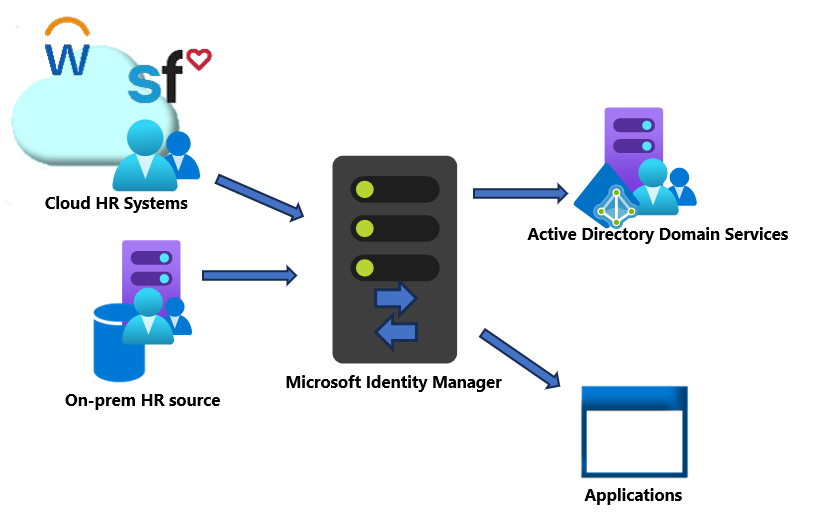 W
sf
Cloud HR Systems
Active Directory Domain Services
On-prem HR source
Microsoft Identity Manager
Applications